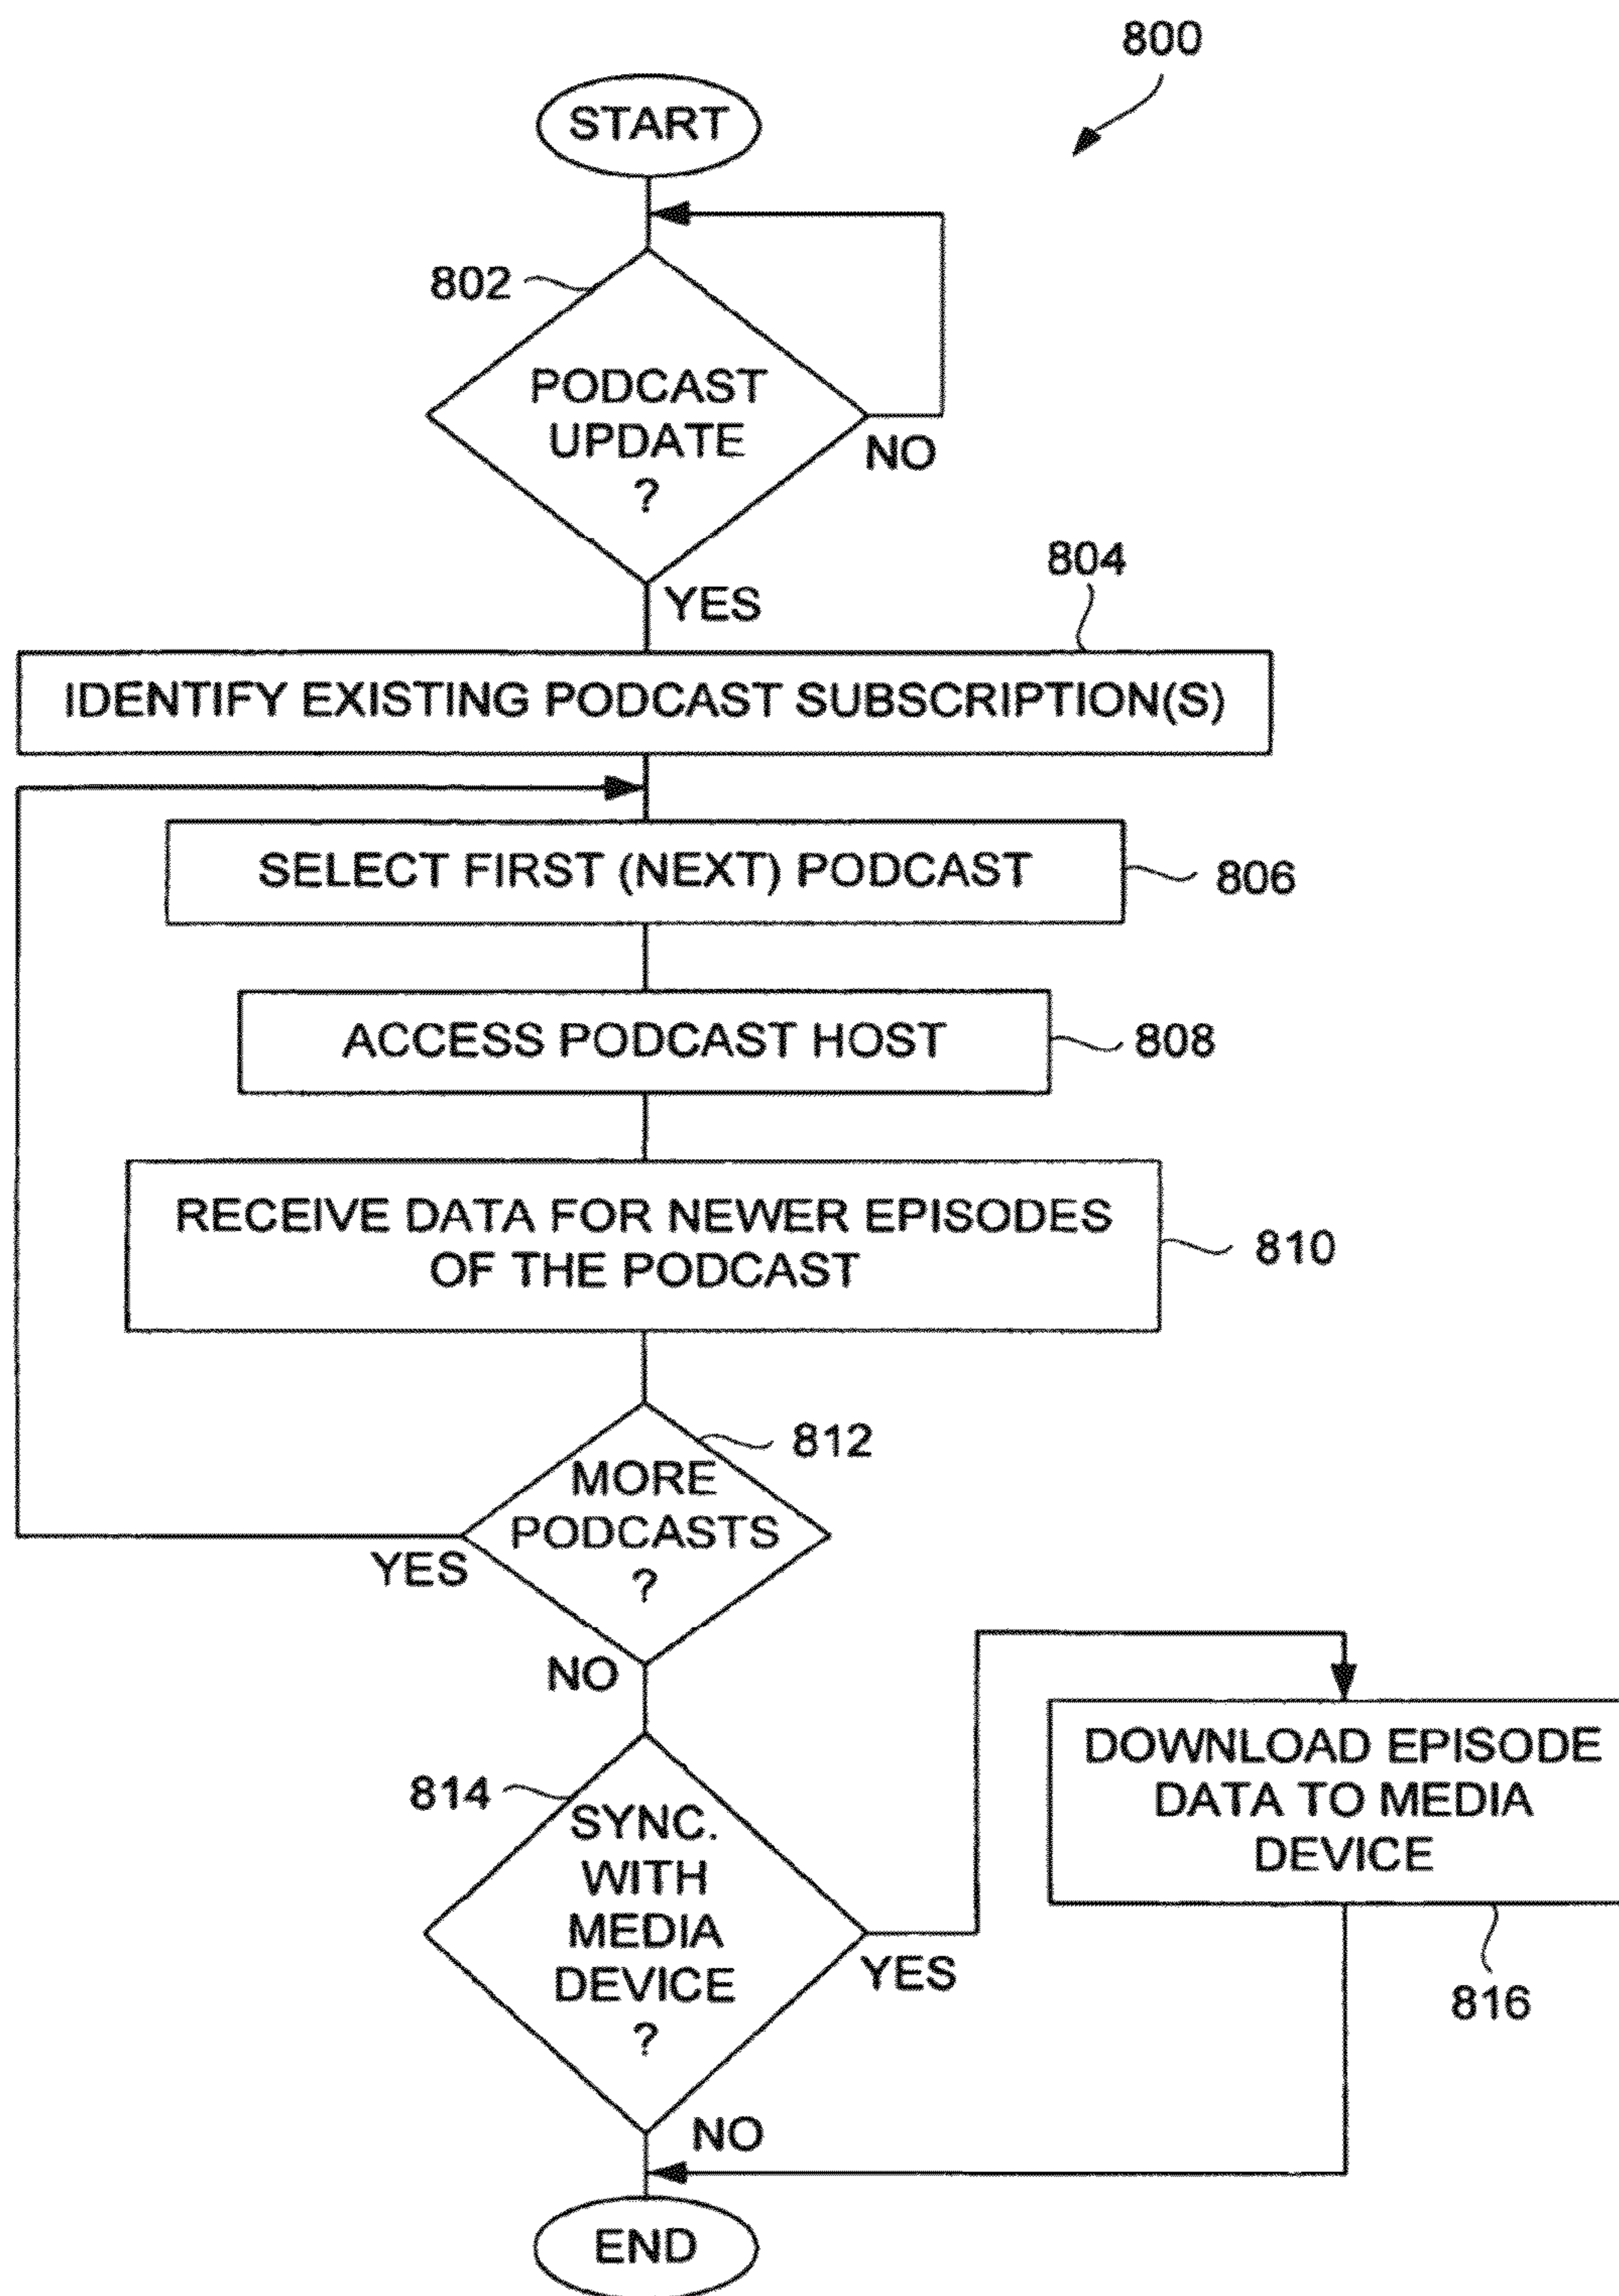 800
START
802
PODCAST
UPDATE
?
NO
YES
804
IDENTIFY EXISTING PODCAST SUBSCRIPTION(S)
SELECT FIRST (NEXT) PODCAST
806
ACCESS PODCAST HOST
808
RECEIVE DATA FOR NEWER EPISODES
OF THE PODCAST
810
812
MORE
PODCASTS
?
YES
NO
814
SYNC.
WITH
MEDIA
DEVICE
?
YES
DOWNLOAD EPISODE
DATA TO MEDIA
DEVICE
816
NO
END